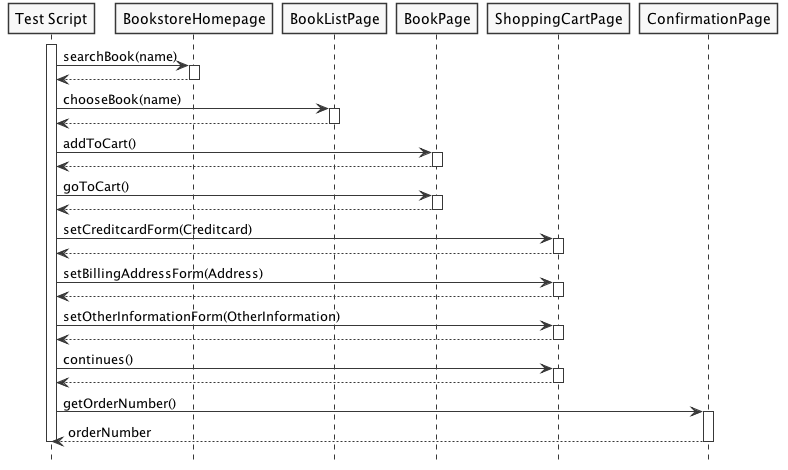 Test Script
BookstoreHomepage
BookListPage
BookPage
ShoppingCartPage
ConfirmationPage
searchBook(name)
chooseBook(name)
addToCart()
goToCart()
setCreditcardForm(Creditcard)
setBillingAddressForm(Address)
setOtherInformationForm(OtherInformation)
continues()
getOrderNumber()
orderNumber